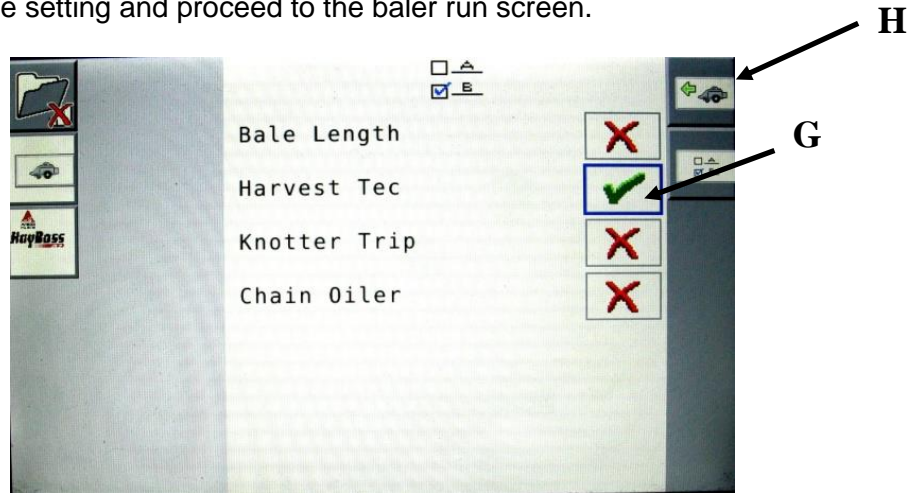 e setting and proceed to the baler run screen.
H
A
B
Bale Length
G
Harvest Tec
HayBoss
Knotter Trip
Chain Oiler